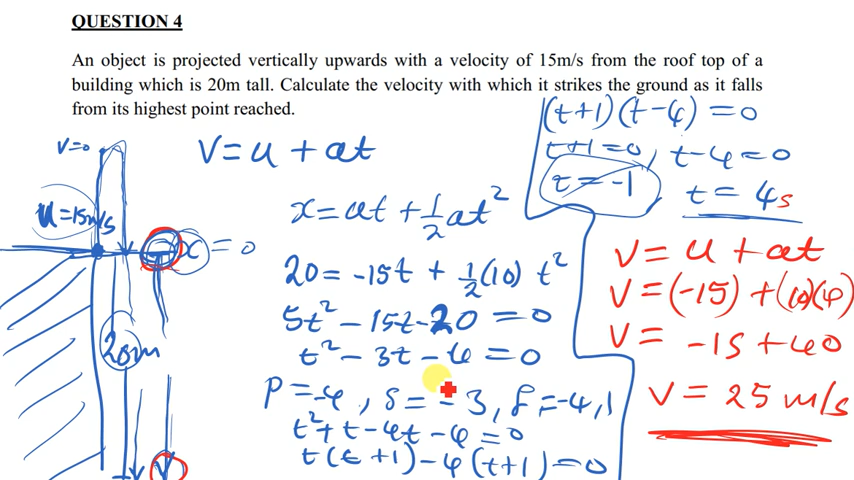 QUESTION 4
An object is projected vertically upwards with a velocity of 15m/s from the roof top of a
building which is 20m tall. Calculate the velocity with which it strikes the ground as it falls
from its highest point reached.
v=0
u=15m/s
x = 0
20m
v
V = u + at
x = ut + 1/2 at²
20 = -15t + 1/2 (10) t²
5t² - 15t - 20 = 0
t² - 3t - 4 = 0
P = -4, S = -3, f = -4, 1
t² + t - 4t - 4 = 0
t(t + 1) - 4(t + 1) = 0
(t+1)(t-4) = 0
t+1 = 0, t-4 = 0
t = -1
t = 4s
V = u + at
V = (-15) + (10)(4)
V = -15 + 40
V = 25 m/s